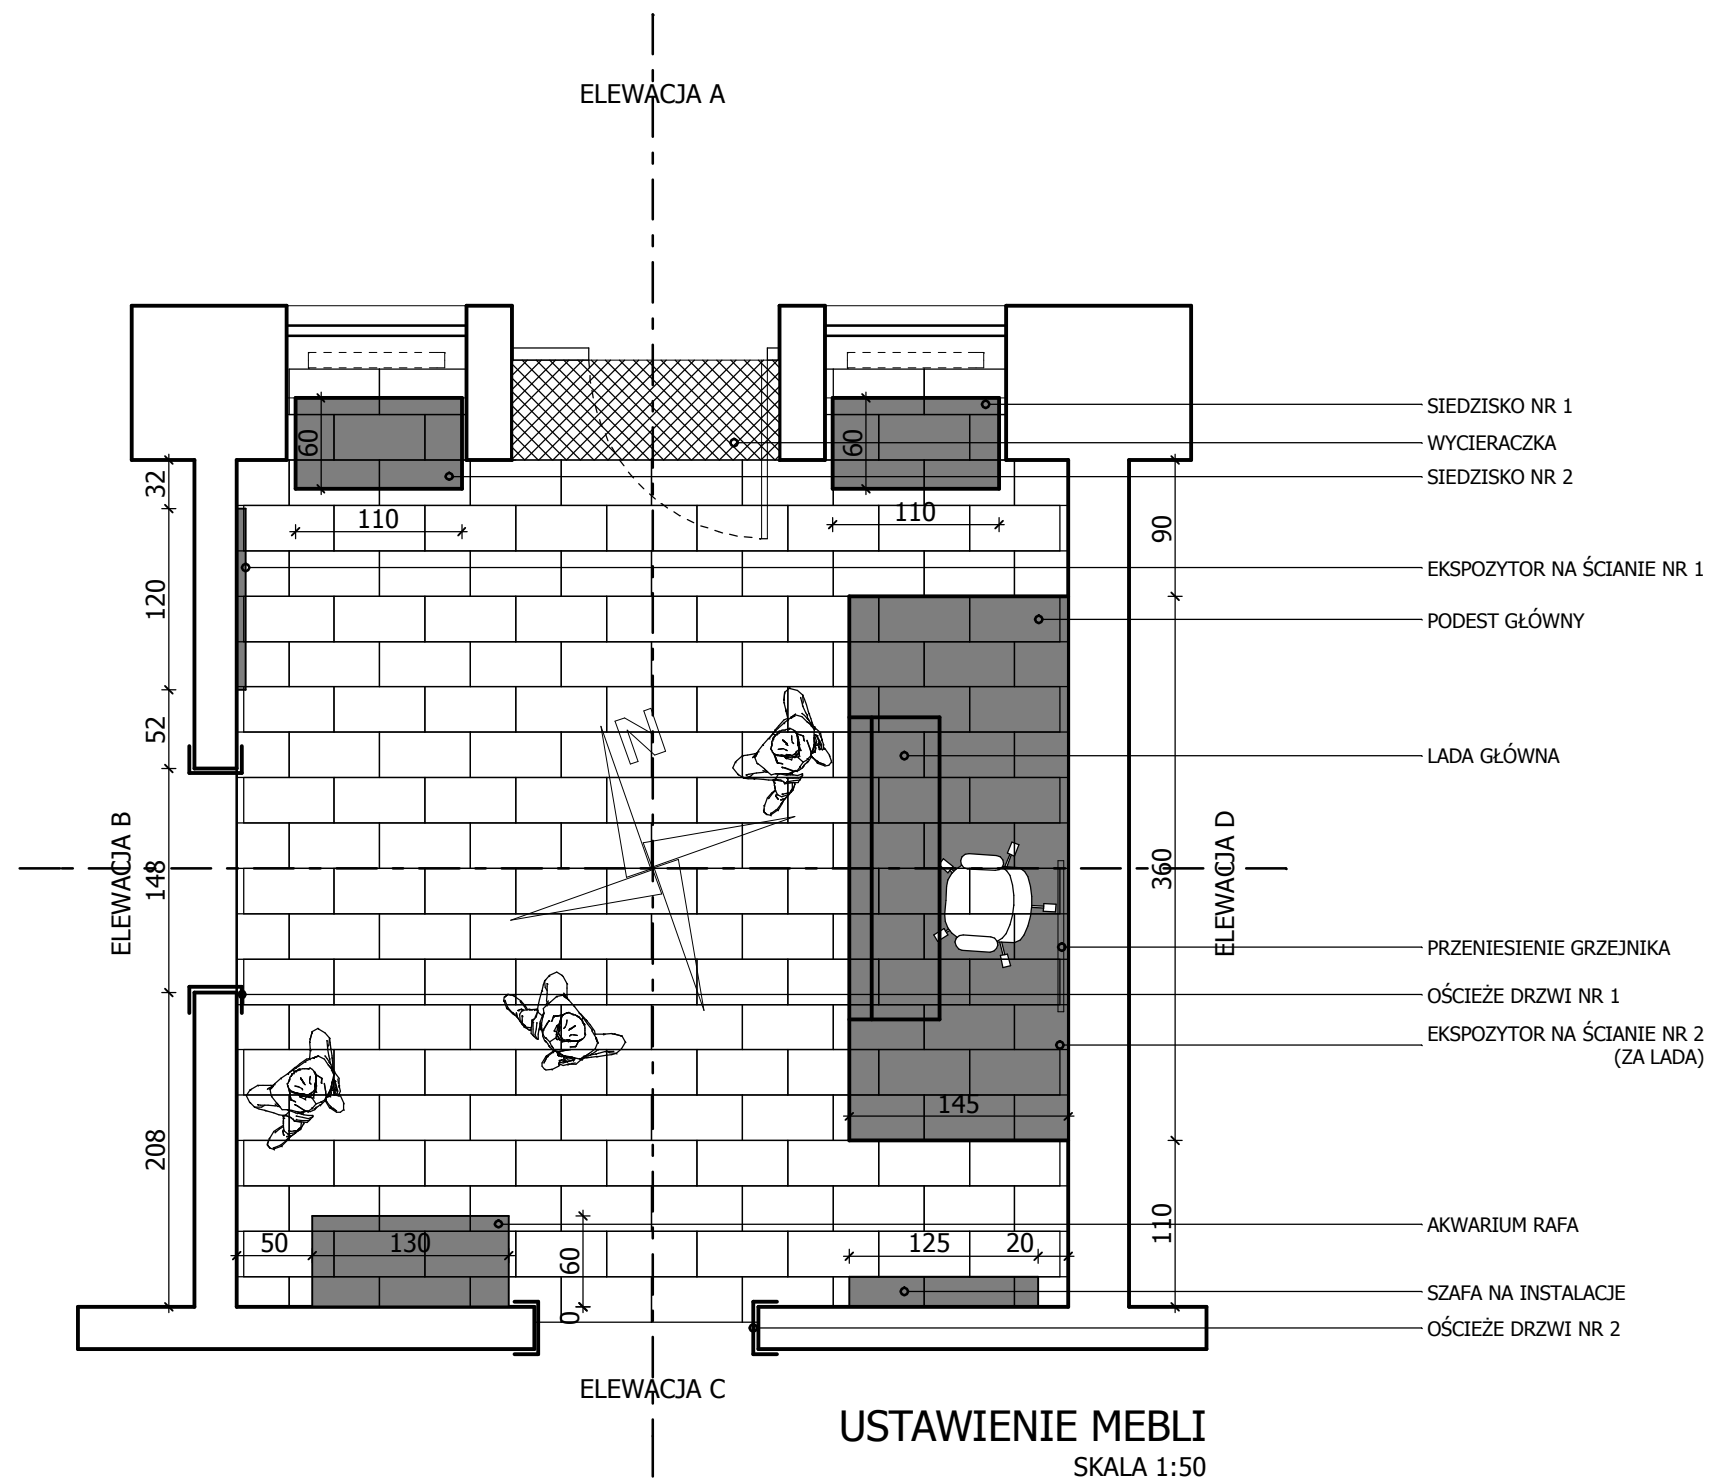 ELEWACJA A
SIEDZISKO NR 1
60
60
WYCIERACZKA
32
SIEDZISKO NR 2
110
110
90
EKSPOZYTOR NA ŚCIANIE NR 1
120
PODEST GŁÓWNY
52
N
LADA GŁÓWNA
ELEWACJA B
148
360
ELEWACJA D
PRZENIESIENIE GRZEJNIKA
OŚCIEŻE DRZWI NR 1
EKSPOZYTOR NA ŚCIANIE NR 2
(ZA LADA)
145
208
110
AKWARIUM RAFA
50
130
60
125
20
SZAFA NA INSTALACJE
0
OŚCIEŻE DRZWI NR 2
ELEWACJA C
USTAWIENIE MEBLI
SKALA 1:50